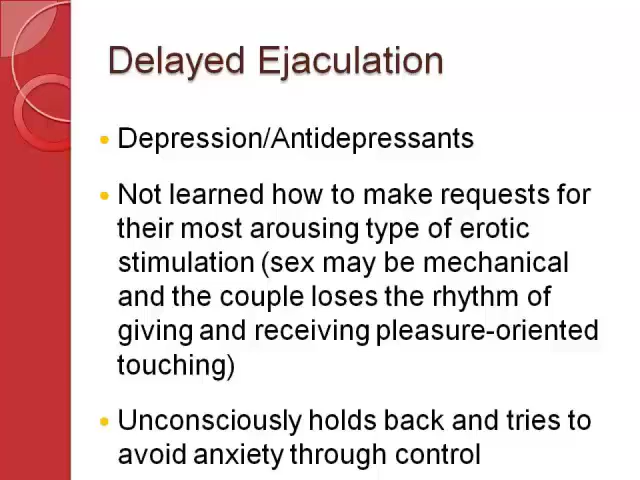 Delayed Ejaculation
• Depression/Antidepressants
• Not learned how to make requests for
their most arousing type of erotic
stimulation (sex may be mechanical
and the couple loses the rhythm of
giving and receiving pleasure-oriented
touching)
• Unconsciously holds back and tries to
avoid anxiety through control